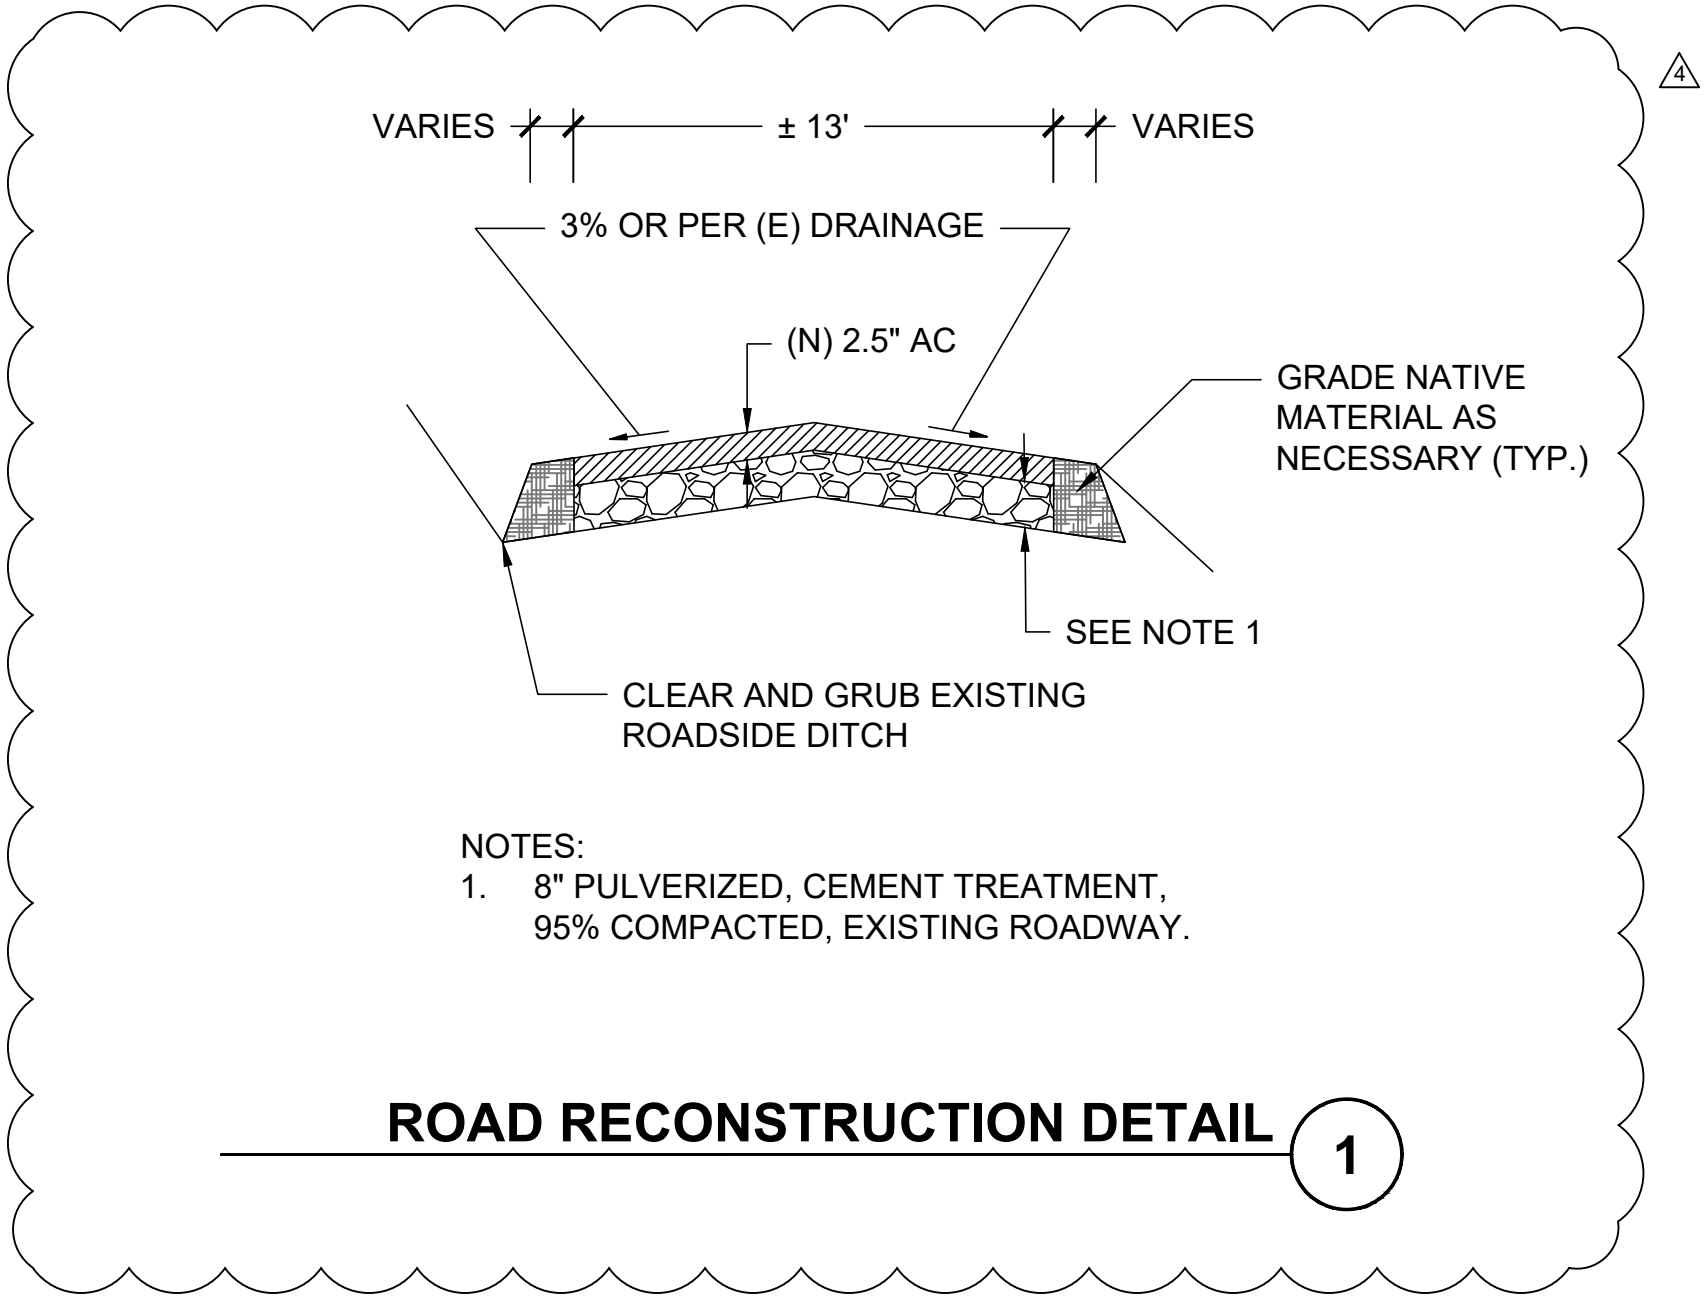 4
VARIES
± 13'
VARIES
3% OR PER (E) DRAINAGE
(N) 2.5" AC
GRADE NATIVE
MATERIAL AS
NECESSARY (TYP.)
SEE NOTE 1
CLEAR AND GRUB EXISTING
ROADSIDE DITCH
NOTES:
1. 8" PULVERIZED, CEMENT TREATMENT,
95% COMPACTED, EXISTING ROADWAY.
ROAD RECONSTRUCTION DETAIL
1